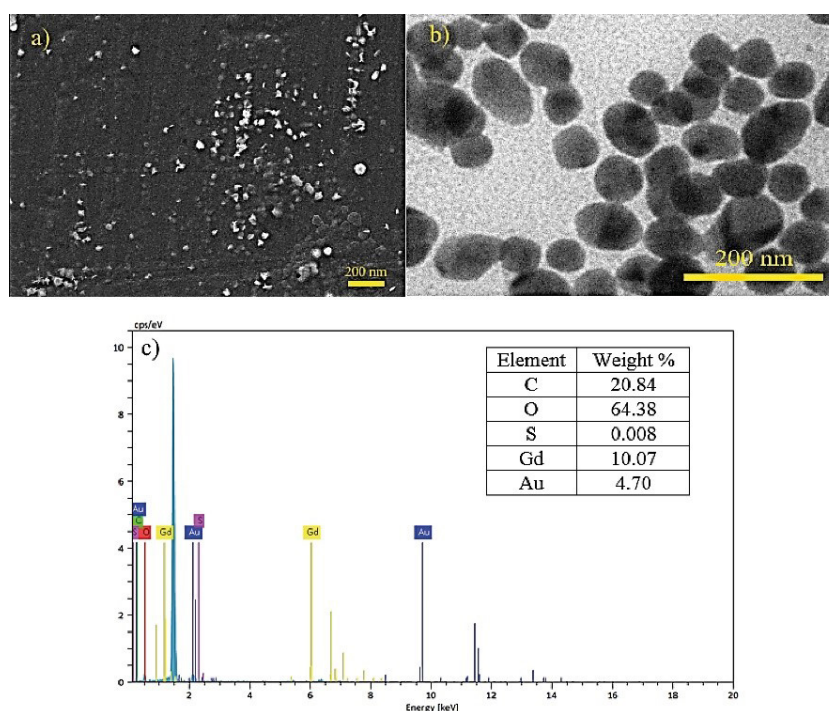 a)
200 nm
b)
200 nm
c)
cps/eV
10
8
6
4
2
0
Au
C
S
O
Gd
Au
S
Gd
Au
2
4
6
8
10
12
14
16
18
20
Energy [keV]
Element Weight %
C 20.84
O 64.38
S 0.008
Gd 10.07
Au 4.70